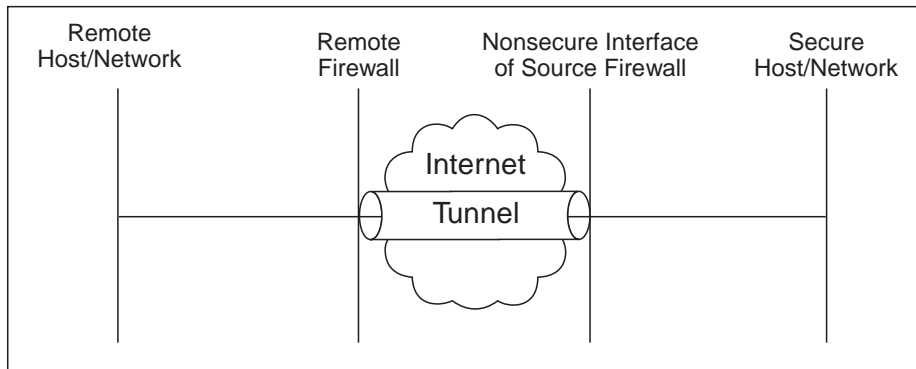 Remote
Host/Network
Remote
Firewall
Nonsecure Interface
of Source Firewall
Secure
Host/Network
Internet
Tunnel